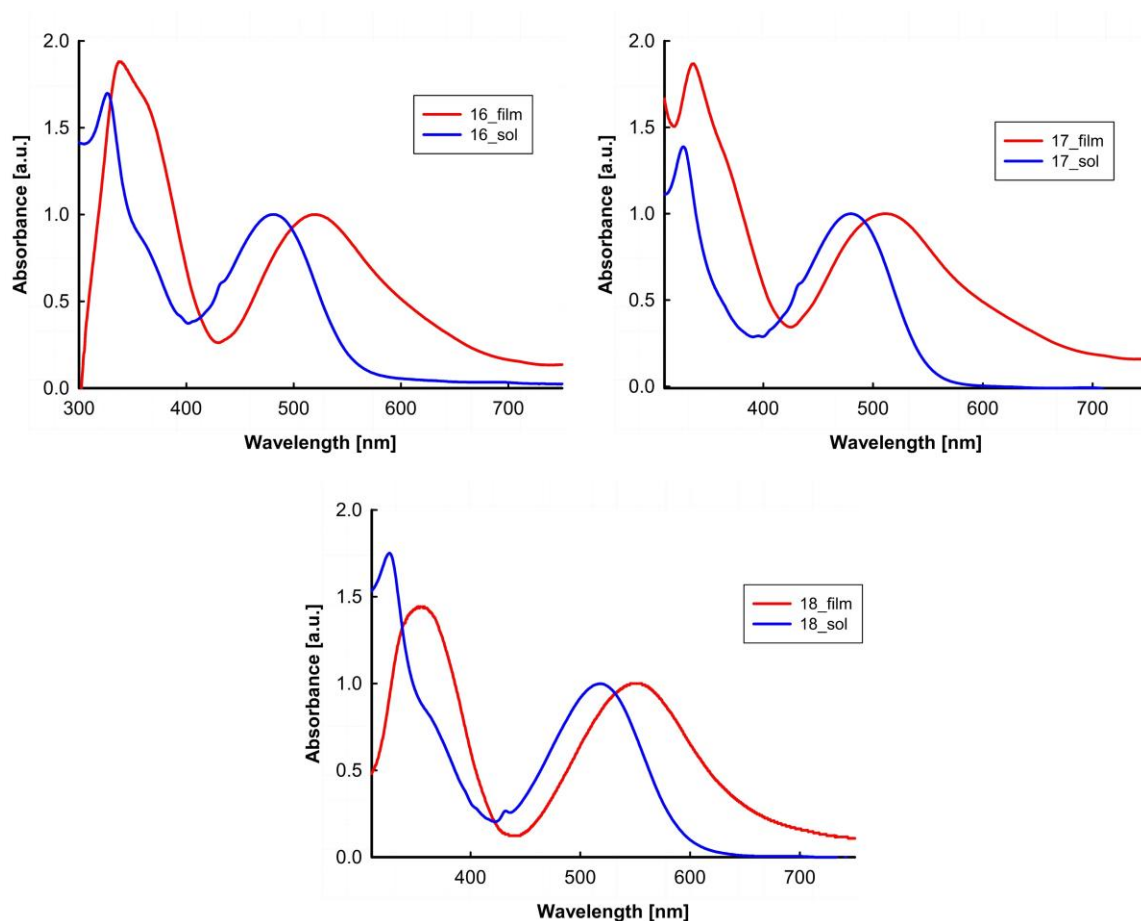 2.0
1.5
1.0
0.5
0.0
Absorbance [a.u.]
300 400 500 600 700
Wavelength [nm]
16_film
16_sol
2.0
1.5
1.0
0.5
0.0
Absorbance [a.u.]
400 500 600 700
Wavelength [nm]
17_film
17_sol
2.0
1.5
1.0
0.5
0.0
Absorbance [a.u.]
400 500 600 700
Wavelength [nm]
18_film
18_sol